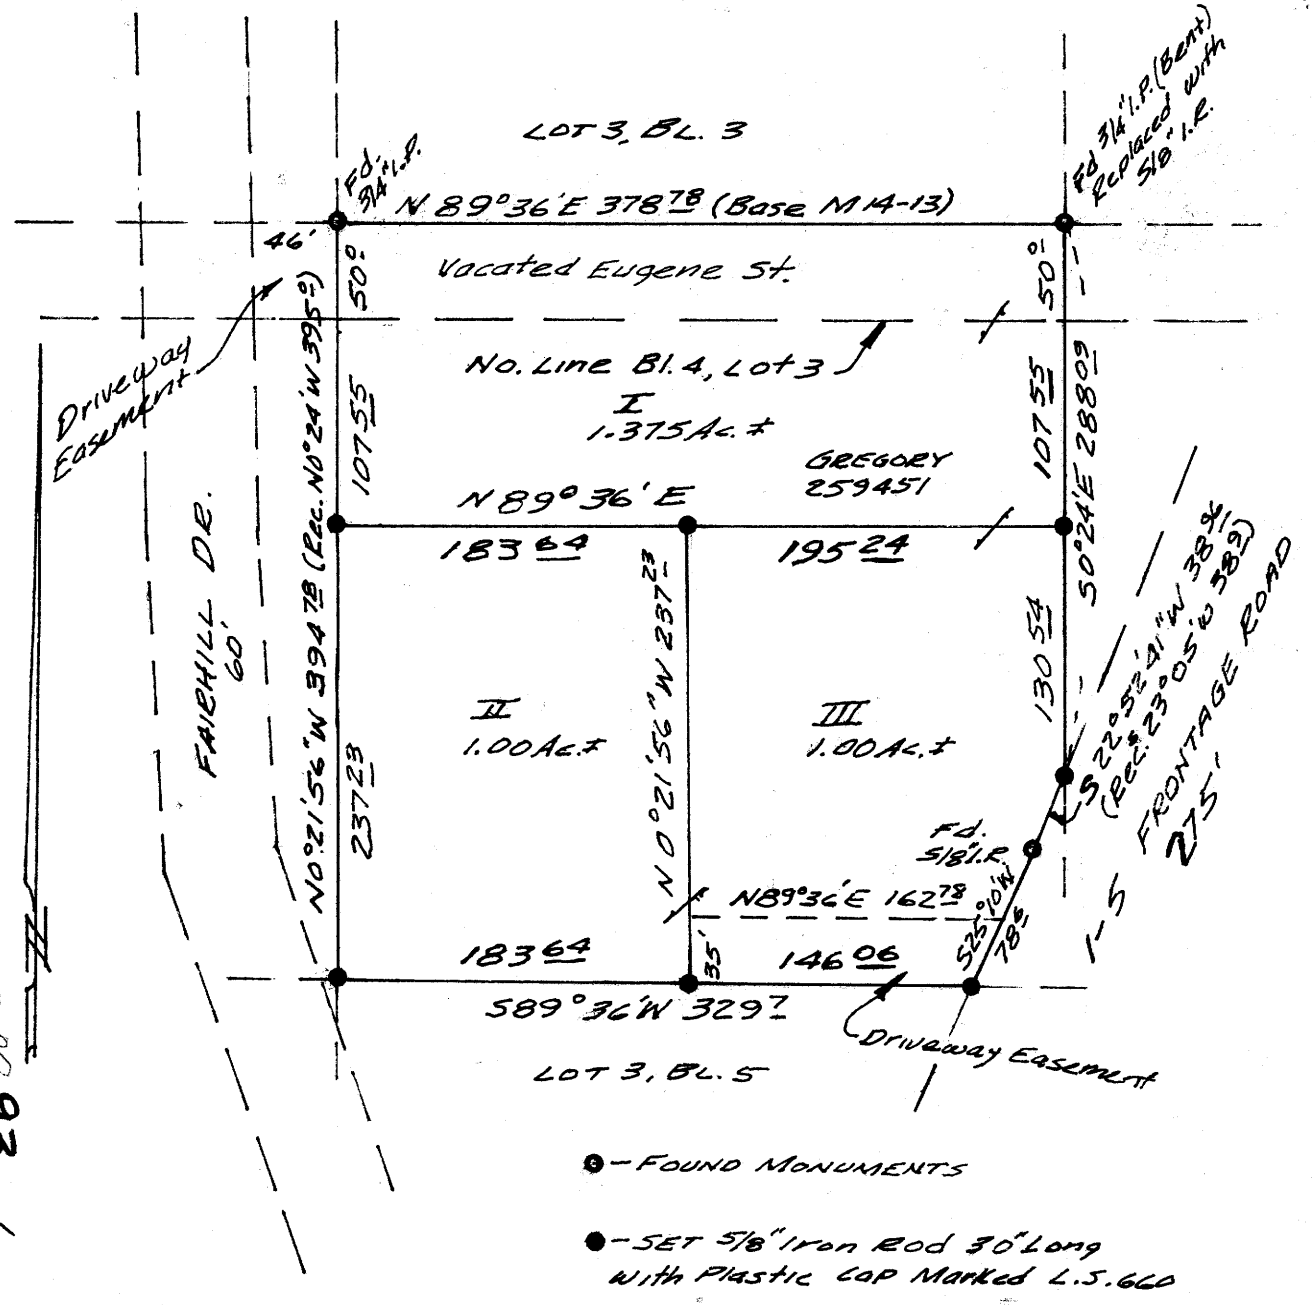 LOT 3, BL. 3
Fd.
3/4" I.P.
Fd 3/4" I.P. (Bent)
Replaced with
5/8" I.R.
N 89°36'E 378 78 (Base M 14-13)
46'
50 0
Vacated Eugene St.
50 0
Driveway
Easement
No. Line Bl. 4, Lot 3
I
1.375 Ac. ±
107 55
107 55
GREGORY
259451
N 89° 36' E
183 64
195 24
N 0°21'56" W 394 78 (Rec. N 0°24' W 395 0)
S 0°24'E 288 09
FAIRHILL DR.
60'
N 0°21'56" W 237 23
130 54
S 22°52'41" W 38 96
(Rec. S 23°05' W 38 9)
I-5 FRONTAGE ROAD
275'
II
1.00 Ac. ±
III
1.00 Ac. ±
237 23
Fd.
5/8" I.R.
N 89°36'E 162 78
S 25°10'W
78 6
183 64
35'
146 06
S 89° 36' W 329 7
Driveway Easement
LOT 3, BL. 5
- FOUND MONUMENTS
- SET 5/8" Iron Rod 30" Long
with Plastic Cap Marked L.S. 660